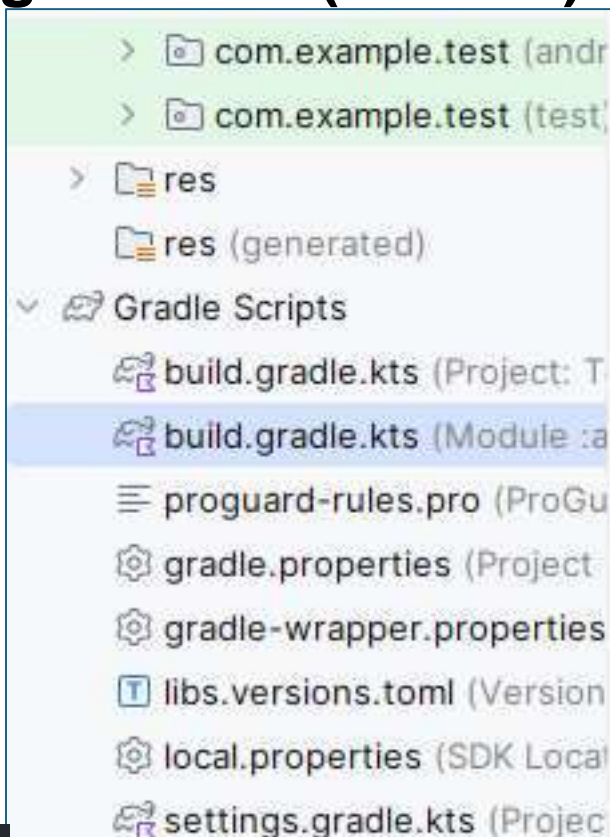 com.example.test (andr
com.example.test (test
res
res (generated)
Gradle Scripts
build.gradle.kts (Project: T
build.gradle.kts (Module :a
proguard-rules.pro (ProGu
gradle.properties (Project
gradle-wrapper.properties
libs.versions.toml (Version
local.properties (SDK Locat
settings.gradle.kts (Projec